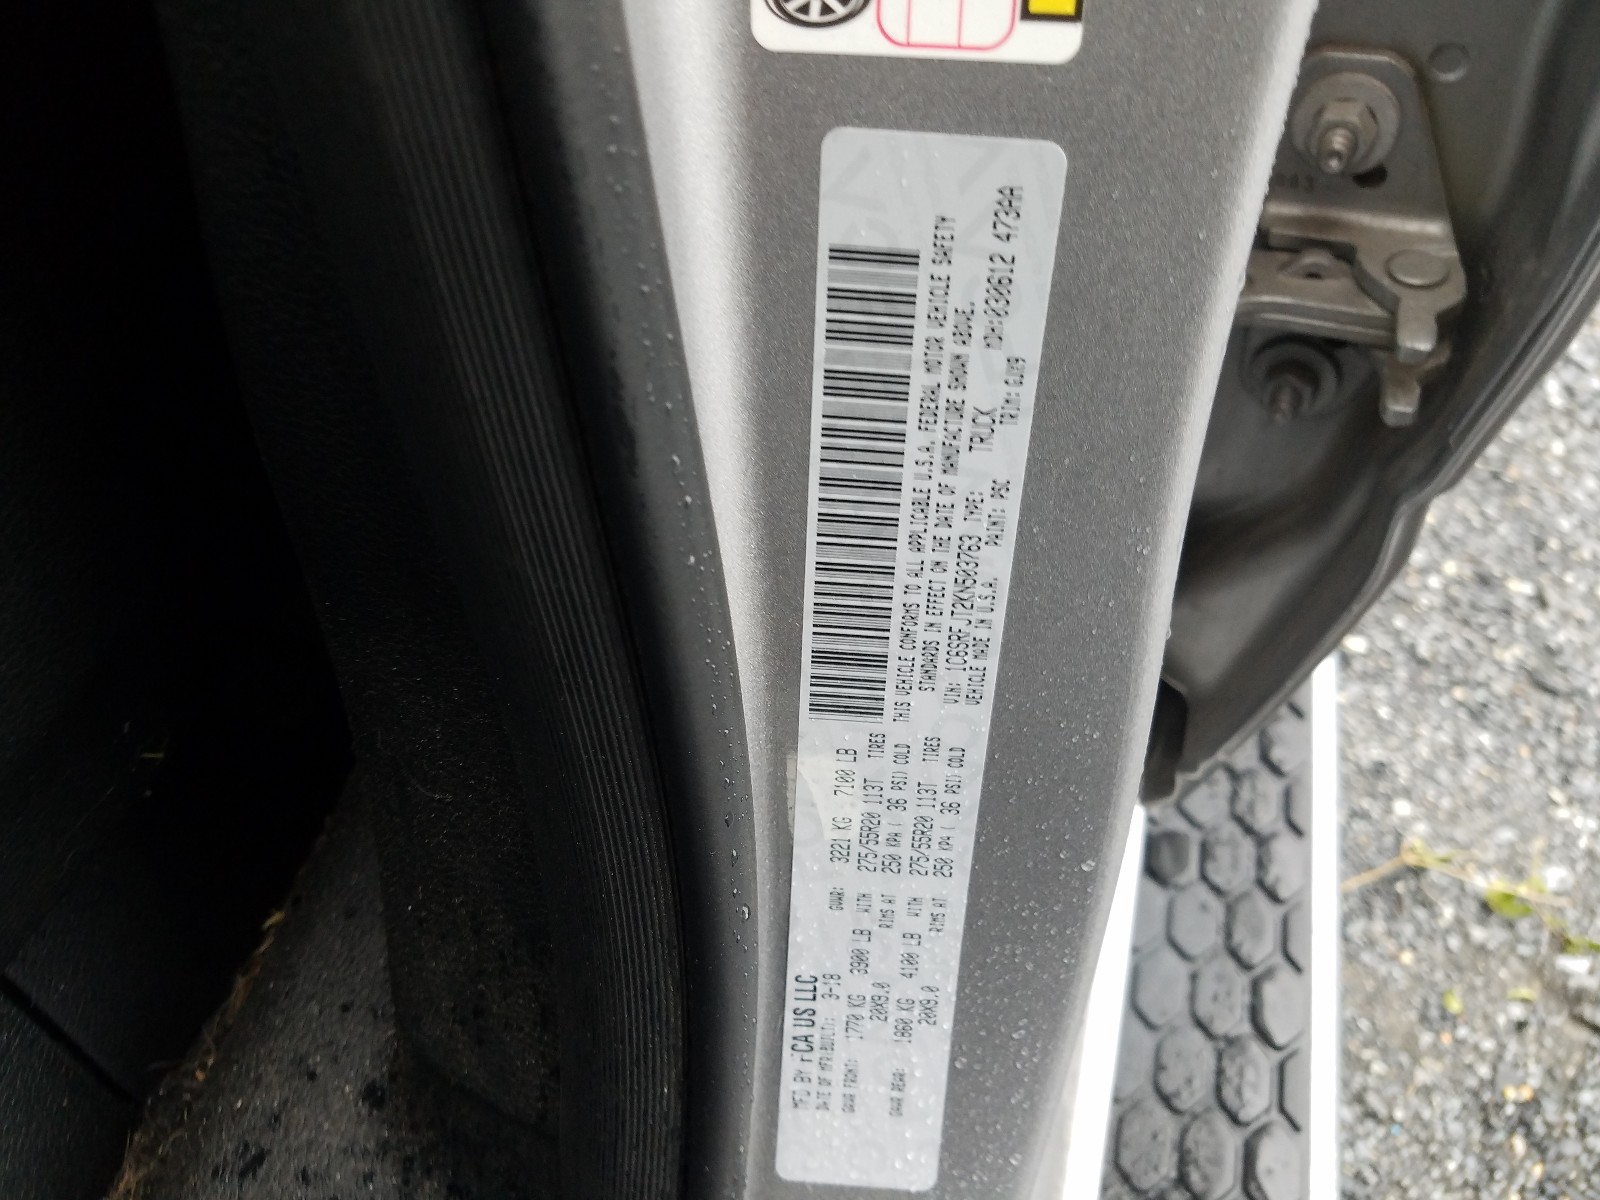 MFD BY FCA US LLC
DATE OF MFR(BUILT): 3-18 GVWR: 3221 KG 7100 LB
GAWR FRONT: 1770 KG 3900 LB WITH 275/55R20 113T TIRES
20X9.0 RIMS AT 250 KPA ( 36 PSI) COLD
GAWR REAR: 1860 KG 4100 LB WITH 275/55R20 113T TIRES
20X9.0 RIMS AT 250 KPA ( 36 PSI) COLD
THIS VEHICLE CONFORMS TO ALL APPLICABLE U.S.A. FEDERAL MOTOR VEHICLE SAFETY
STANDARDS IN EFFECT ON THE DATE OF MANUFACTURE SHOWN ABOVE.
VIN: 1C6SRFJT2KN503763 TYPE: TRUCK MDH:030612 473AA
VEHICLE MADE IN U.S.A. PAINT: PSC TRIM: